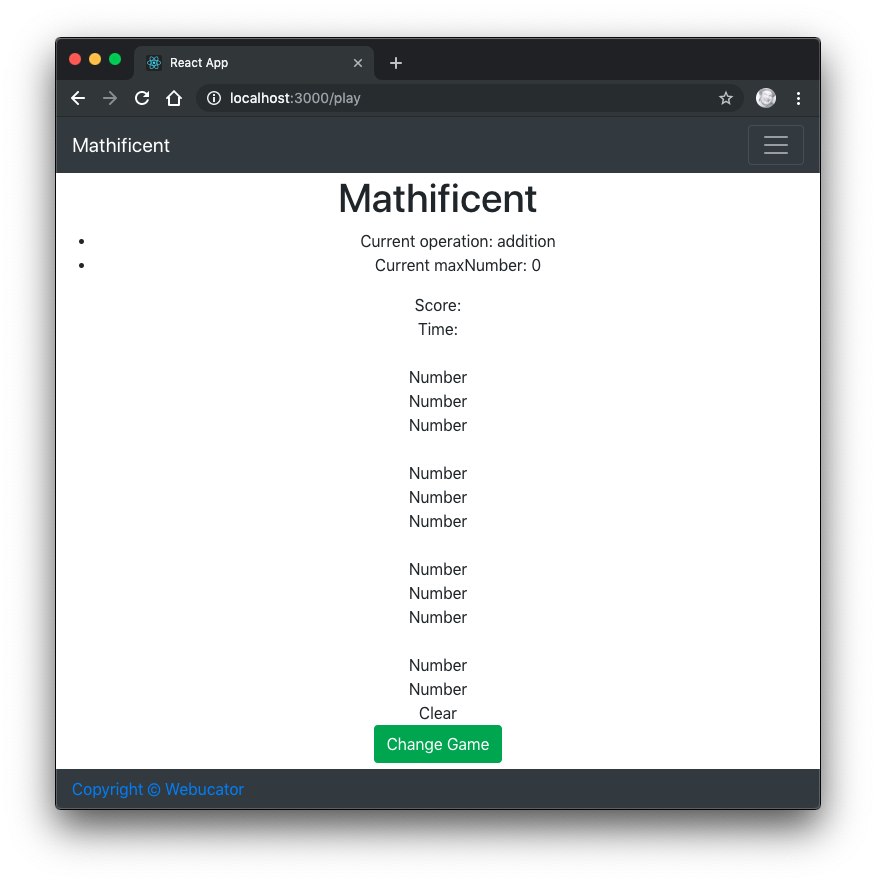 React App
localhost:3000/play
Mathificent
Mathificent
Current operation: addition
Current maxNumber: 0
Score:
Time:
Number
Number
Number
Number
Number
Number
Number
Number
Number
Number
Number
Clear
Change Game
Copyright © Webucator